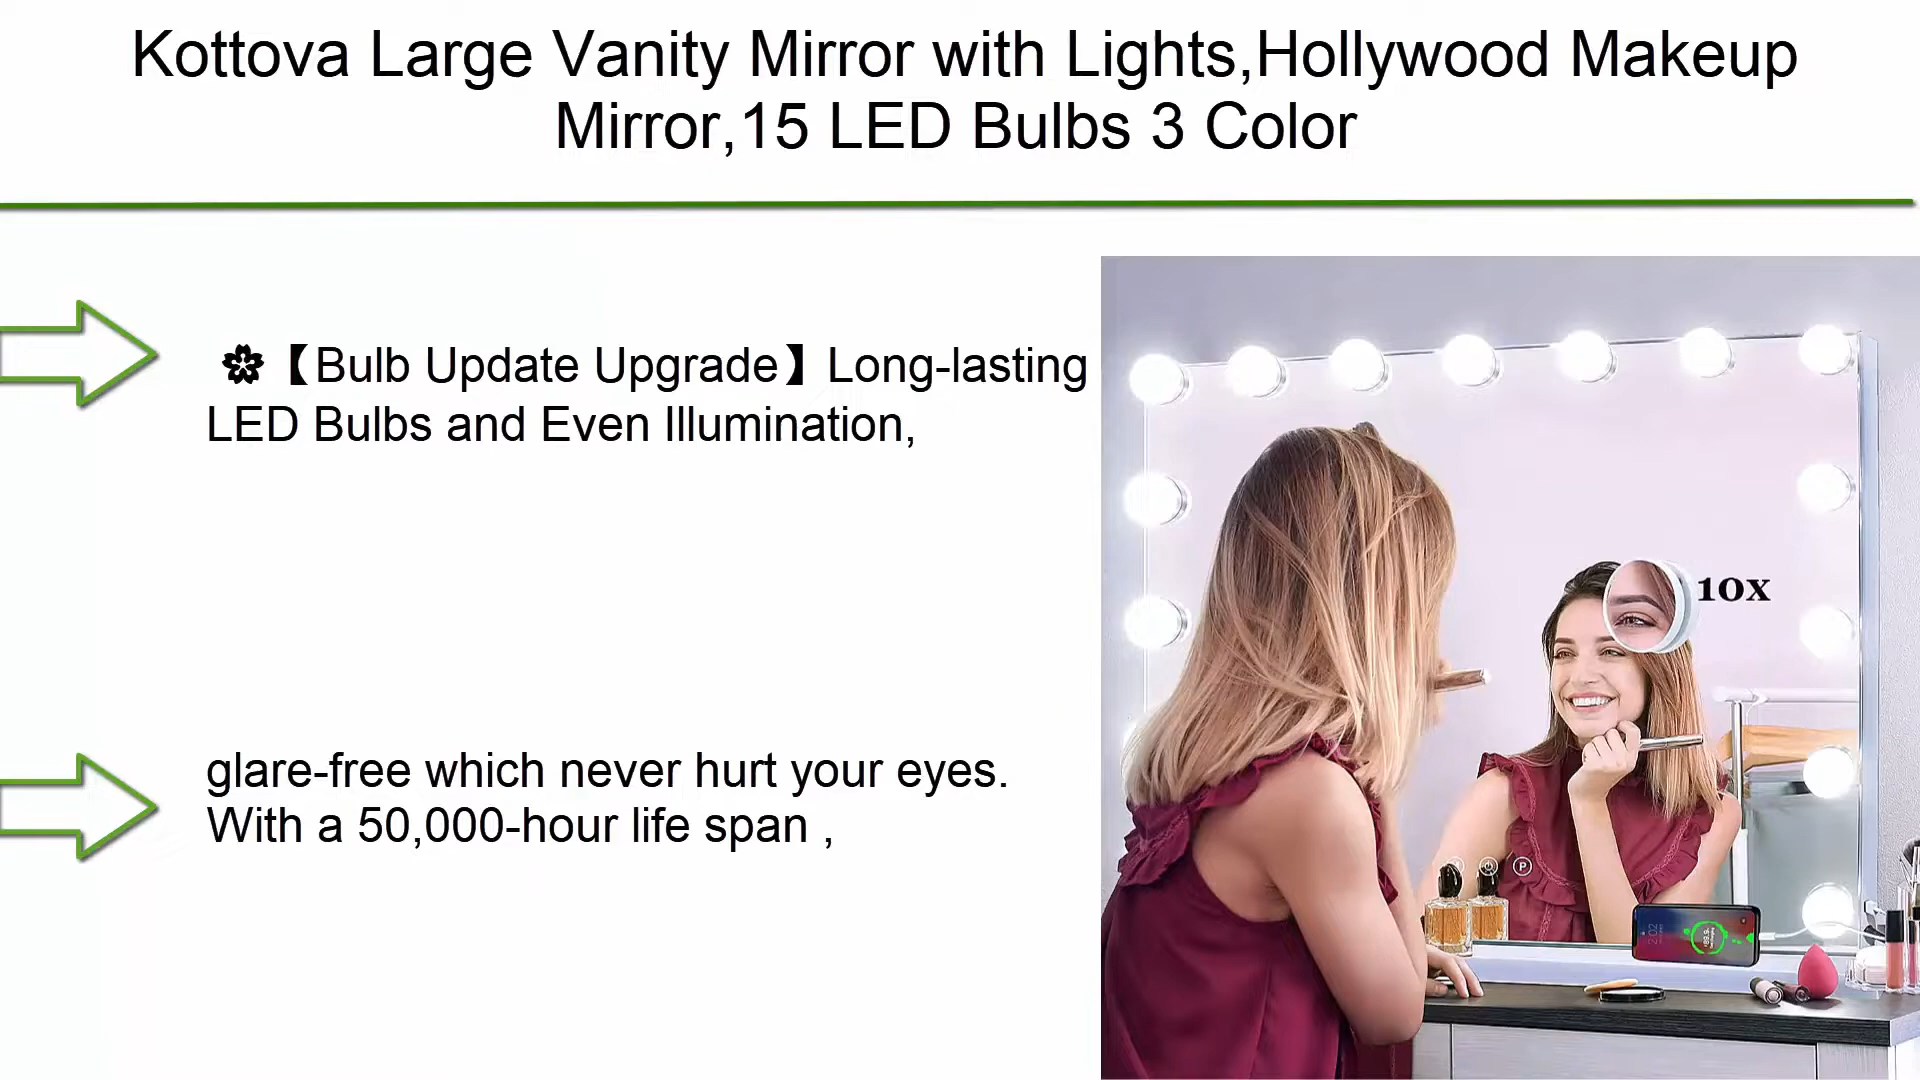 Kottova Large Vanity Mirror with Lights,Hollywood Makeup
Mirror,15 LED Bulbs 3 Color
🏵【Bulb Update Upgrade】Long-lasting
LED Bulbs and Even Illumination,
glare-free which never hurt your eyes.
With a 50,000-hour life span ,
10X
P